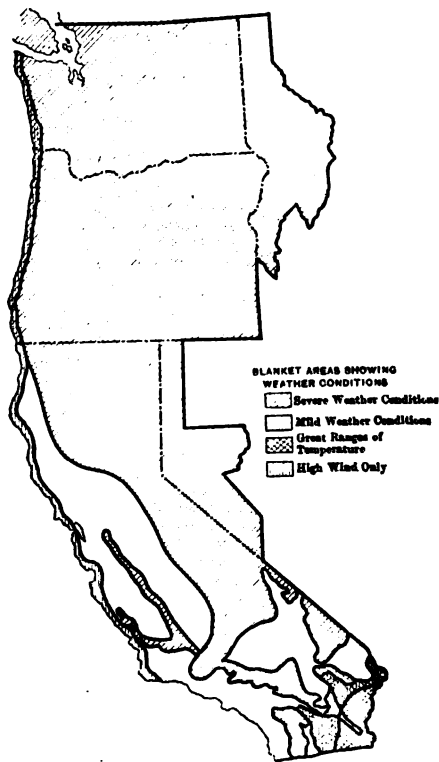 BLANKET AREAS SHOWING
WEATHER CONDITIONS
Severe Weather Conditions
Mild Weather Conditions
Great Ranges of
Temperature
High Wind Only